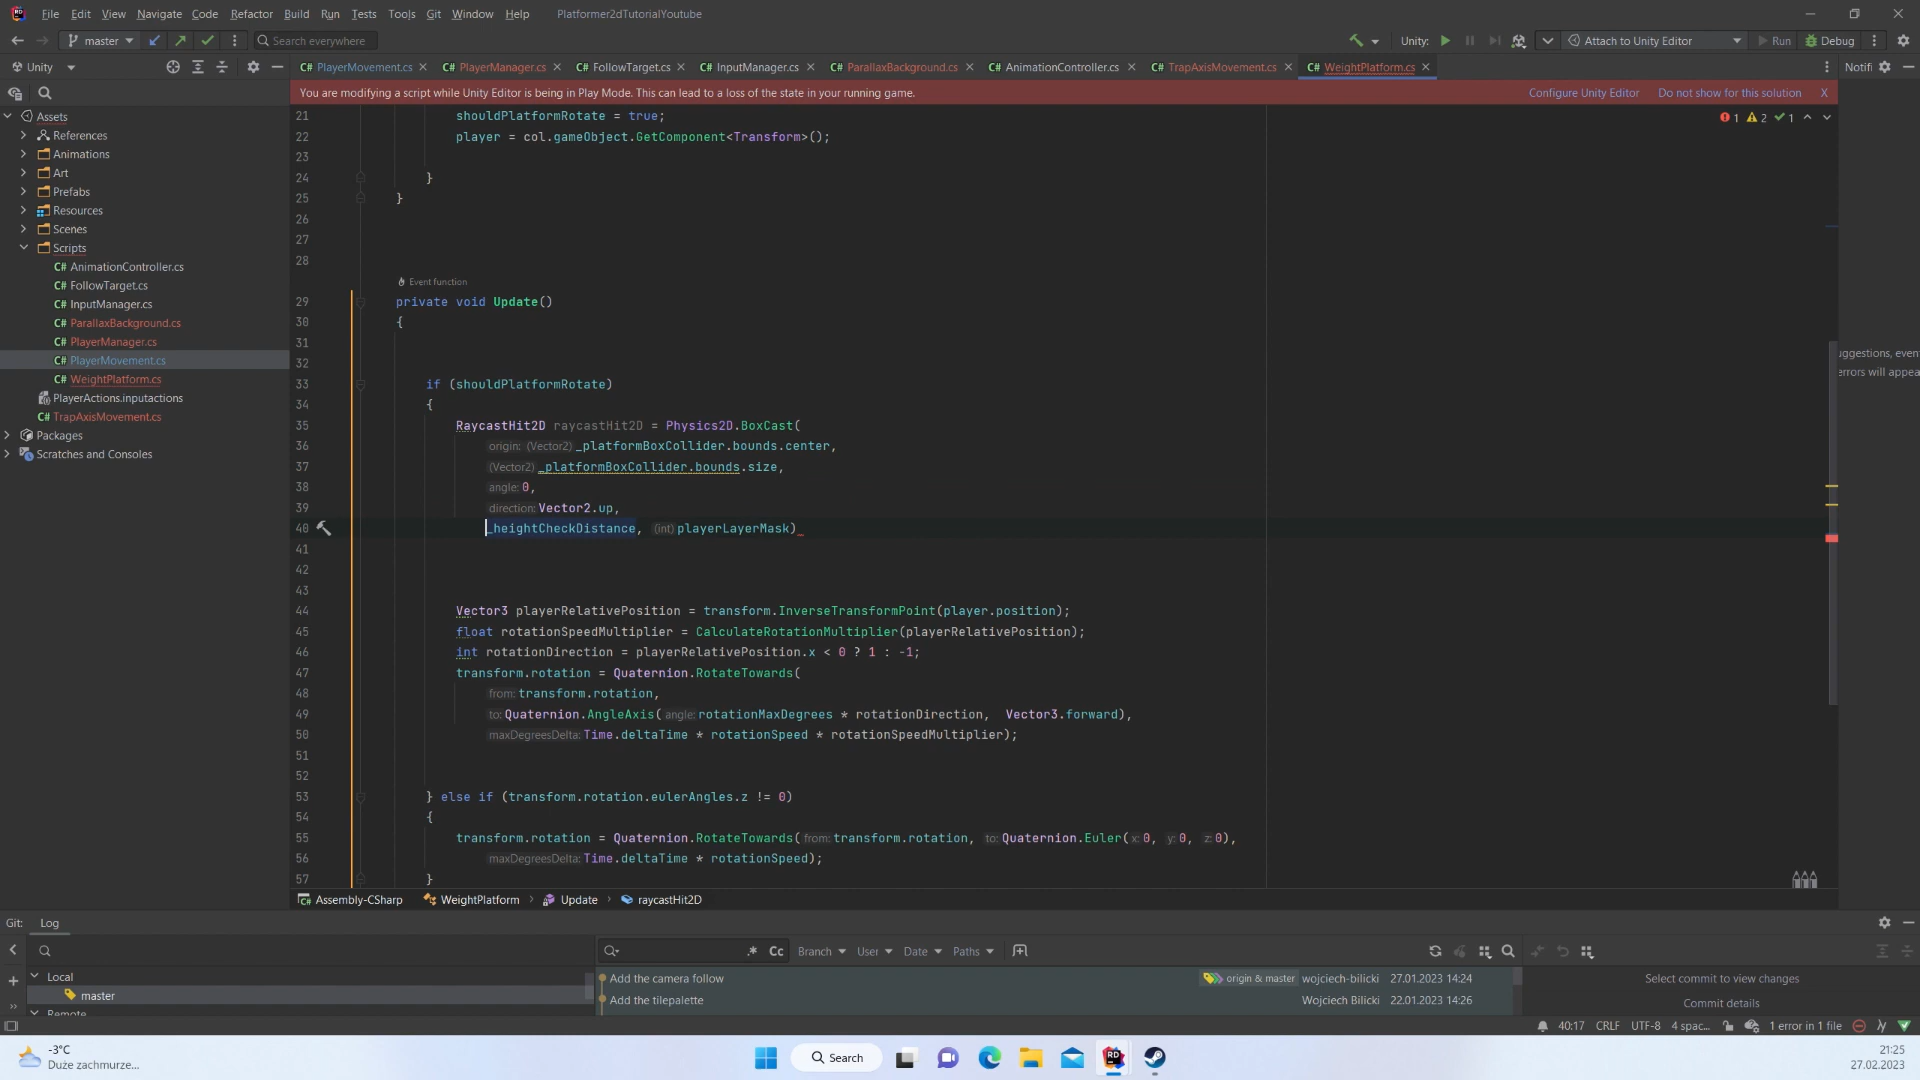 File Edit View Navigate Code Refactor Build Run Tests Tools Git Window Help Platformer2dTutorialYoutube
master Search everywhere Unity: Attach to Unity Editor Run Debug
Unity PlayerMovement.cs PlayerManager.cs FollowTarget.cs InputManager.cs ParallaxBackground.cs AnimationController.cs TrapAxisMovement.cs WeightPlatform.cs Notifi
You are modifying a script while Unity Editor is being in Play Mode. This can lead to a loss of the state in your running game. Configure Unity Editor Do not show for this solution X
Assets
References
Animations
Art
Prefabs
Resources
Scenes
Scripts
C# AnimationController.cs
C# FollowTarget.cs
C# InputManager.cs
C# ParallaxBackground.cs
C# PlayerManager.cs
C# PlayerMovement.cs
C# WeightPlatform.cs
PlayerActions.inputactions
C# TrapAxisMovement.cs
Packages
Scratches and Consoles
1 2 1
21 shouldPlatformRotate = true;
22 player = col.gameObject.GetComponent<Transform>();
23
24 }
25 }
26
27
28
Event function
29 private void Update()
30 {
31
32
33 if (shouldPlatformRotate)
34 {
35 RaycastHit2D raycastHit2D = Physics2D.BoxCast(
36 origin: (Vector2) _platformBoxCollider.bounds.center,
37 (Vector2) _platformBoxCollider.bounds.size,
38 angle: 0,
39 direction: Vector2.up,
40 _heightCheckDistance, (int) playerLayerMask)
41
42
43
44 Vector3 playerRelativePosition = transform.InverseTransformPoint(player.position);
45 float rotationSpeedMultiplier = CalculateRotationMultiplier(playerRelativePosition);
46 int rotationDirection = playerRelativePosition.x < 0 ? 1 : -1;
47 transform.rotation = Quaternion.RotateTowards(
48 from: transform.rotation,
49 to: Quaternion.AngleAxis( angle: rotationMaxDegrees * rotationDirection, Vector3.forward),
50 maxDegreesDelta: Time.deltaTime * rotationSpeed * rotationSpeedMultiplier);
51
52
53 } else if (transform.rotation.eulerAngles.z != 0)
54 {
55 transform.rotation = Quaternion.RotateTowards( from: transform.rotation, to: Quaternion.Euler( x: 0, y: 0, z: 0),
56 maxDegreesDelta: Time.deltaTime * rotationSpeed);
57 }
uggestions, even
errors will appea
Assembly-CSharp WeightPlatform Update raycastHit2D
Git: Log
.* Cc Branch User Date Paths
Local
master
Remote
Add the camera follow origin & master wojciech-bilicki 27.01.2023 14:24
Add the tilepalette Wojciech Bilicki 22.01.2023 14:26
Select commit to view changes
Commit details
40:17 CRLF UTF-8 4 spac... 1 error in 1 file
-3°C
Duże zachmurze...
Search
21:25
27.02.2023